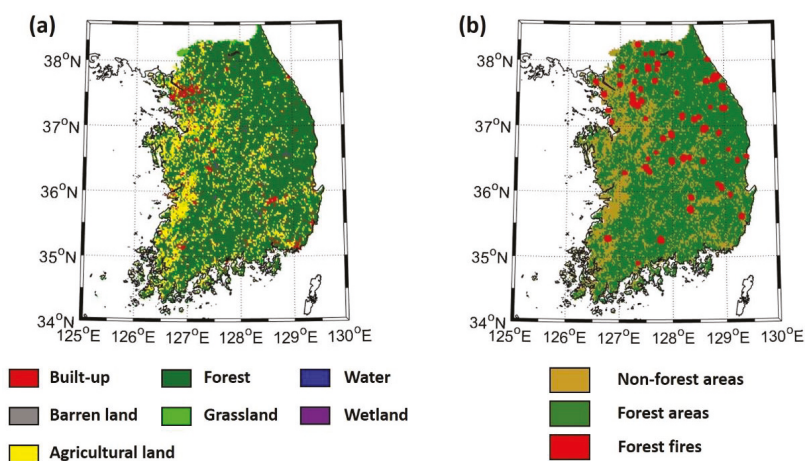 (a)
38°N
37°N
36°N
35°N
34°N
125°E 126°E 127°E 128°E 129°E 130°E
Built-up
Forest
Water
Barren land
Grassland
Wetland
Agricultural land
(b)
38°N
37°N
36°N
35°N
34°N
125°E 126°E 127°E 128°E 129°E 130°E
Non-forest areas
Forest areas
Forest fires